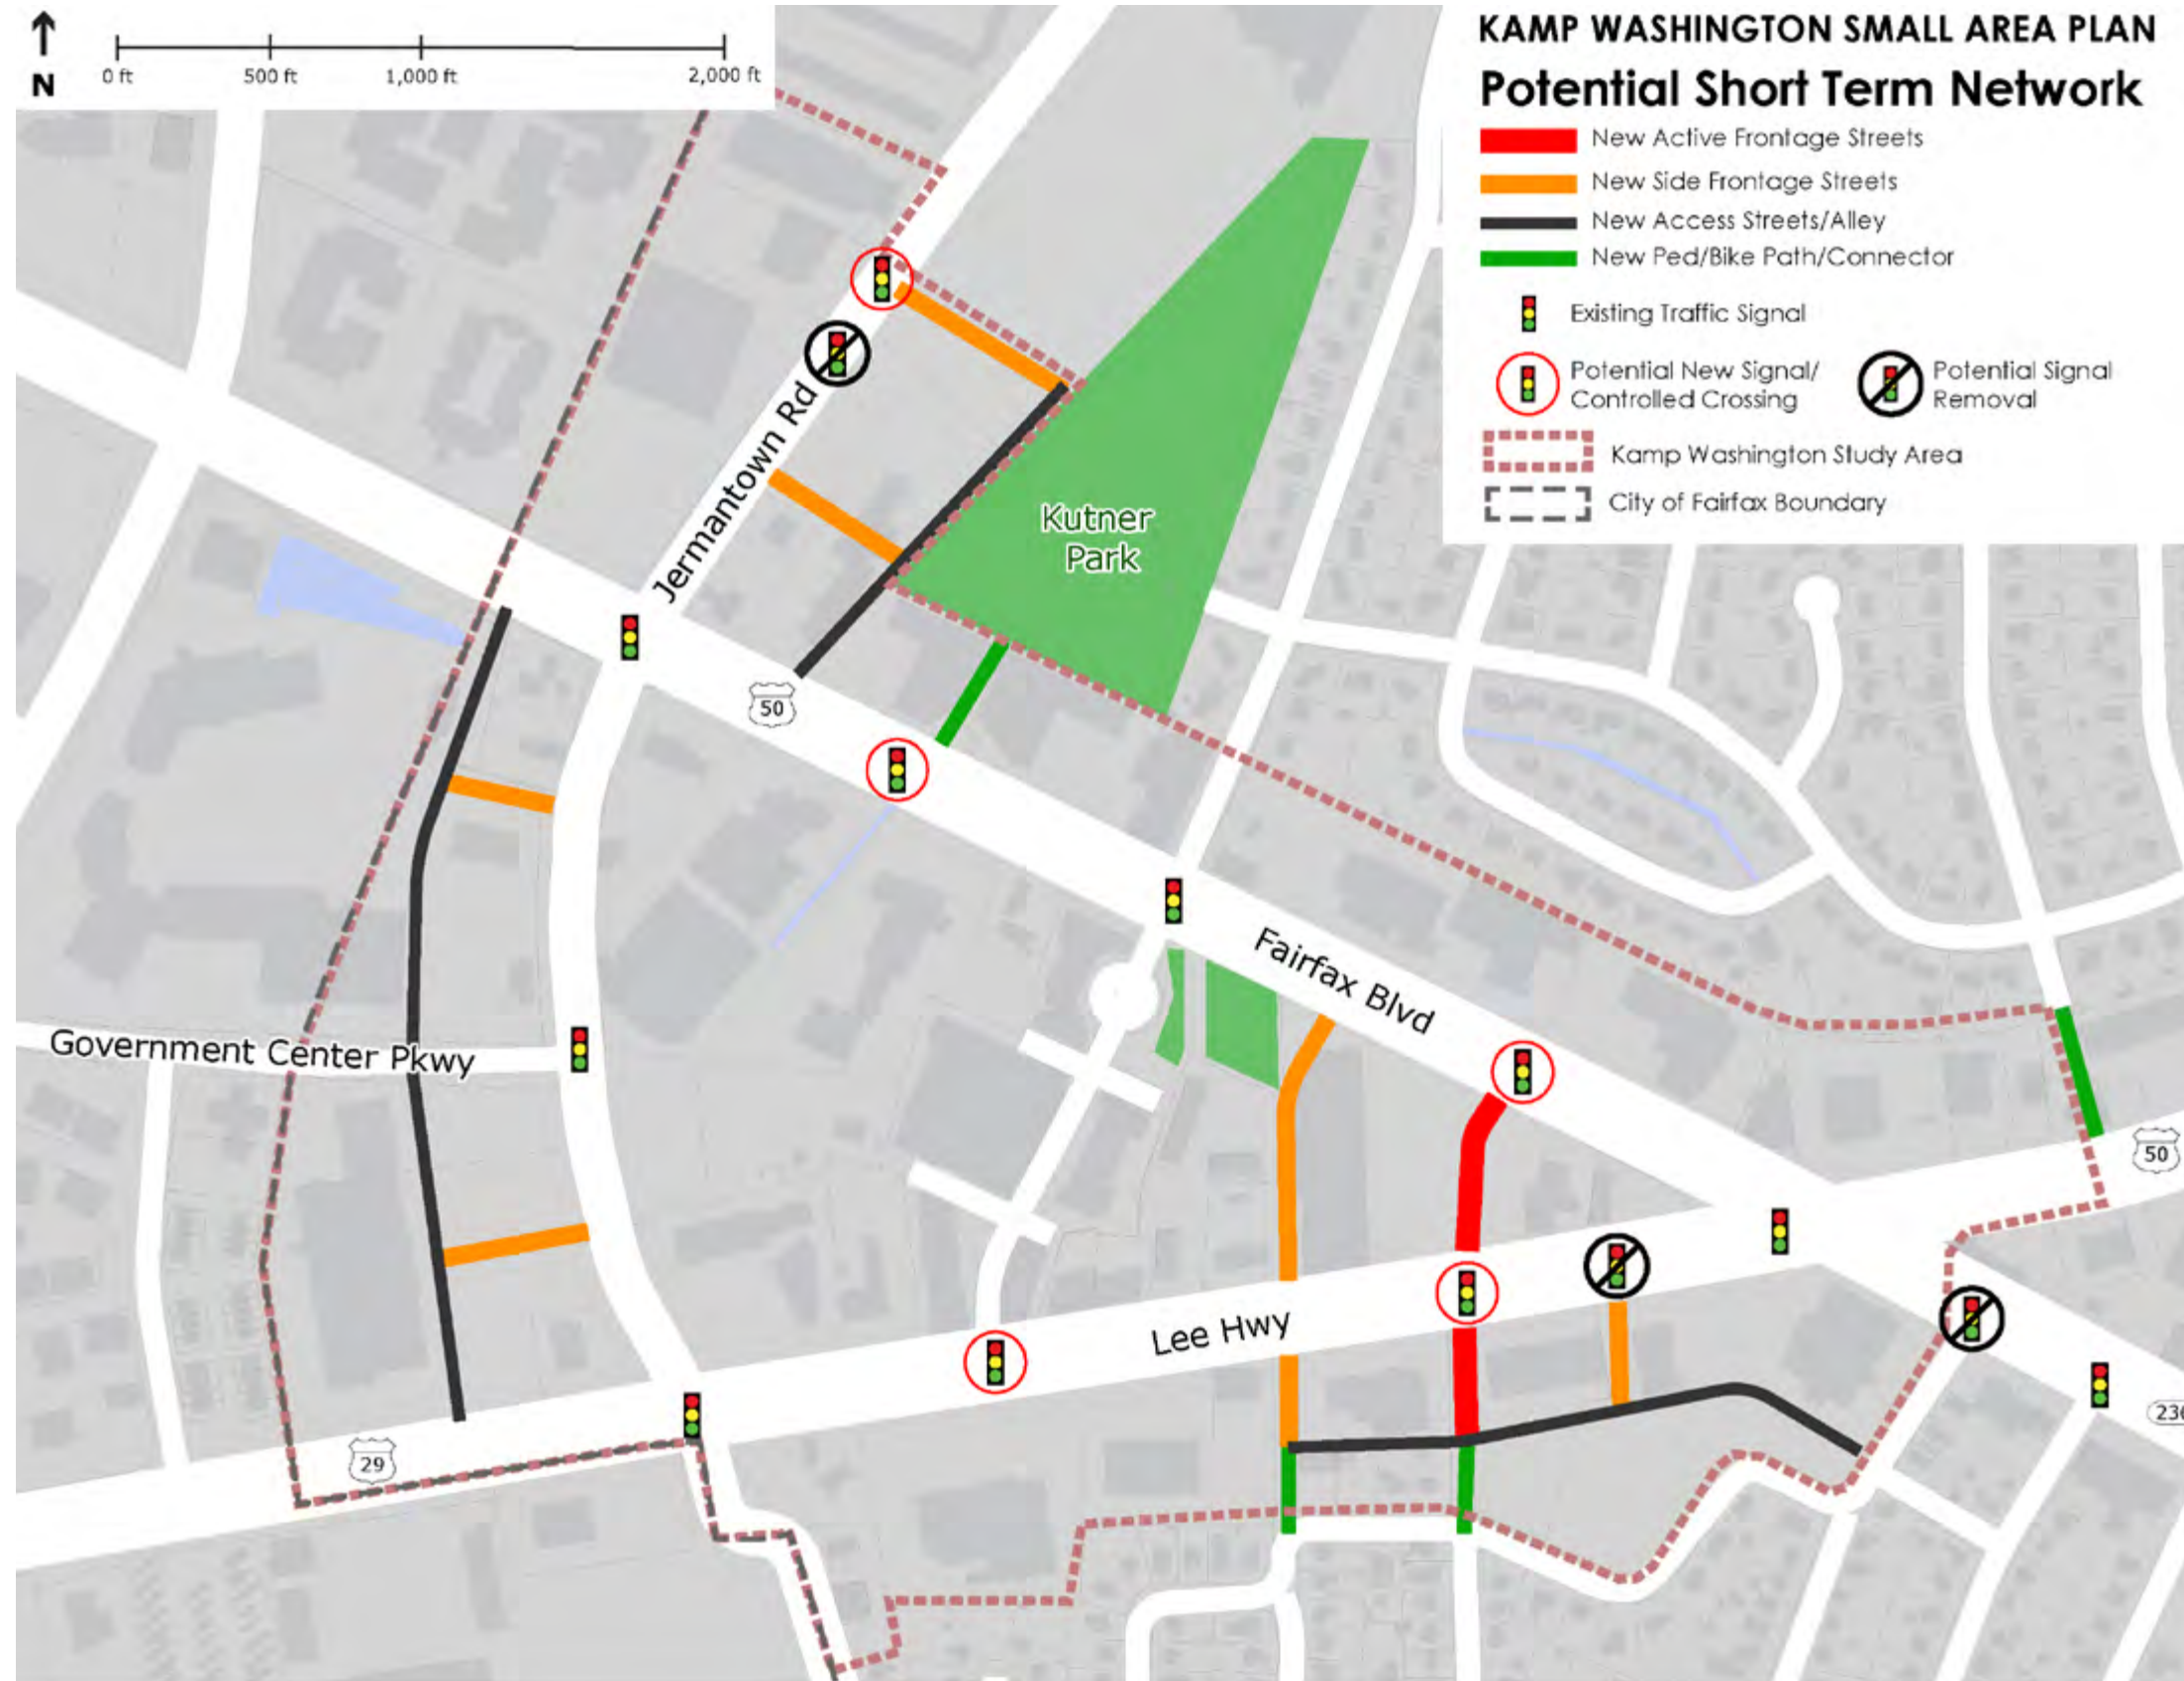 KAMP WASHINGTON SMALL AREA PLAN
Potential Short Term Network
New Active Frontage Streets
New Side Frontage Streets
New Access Streets/Alley
New Ped/Bike Path/Connector
Existing Traffic Signal
Potential New Signal/
Controlled Crossing
Potential Signal
Removal
Kamp Washington Study Area
City of Fairfax Boundary
N
0 ft
500 ft
1,000 ft
2,000 ft
Jermantown Rd
Kutner
Park
50
Fairfax Blvd
Government Center Pkwy
50
Lee Hwy
29